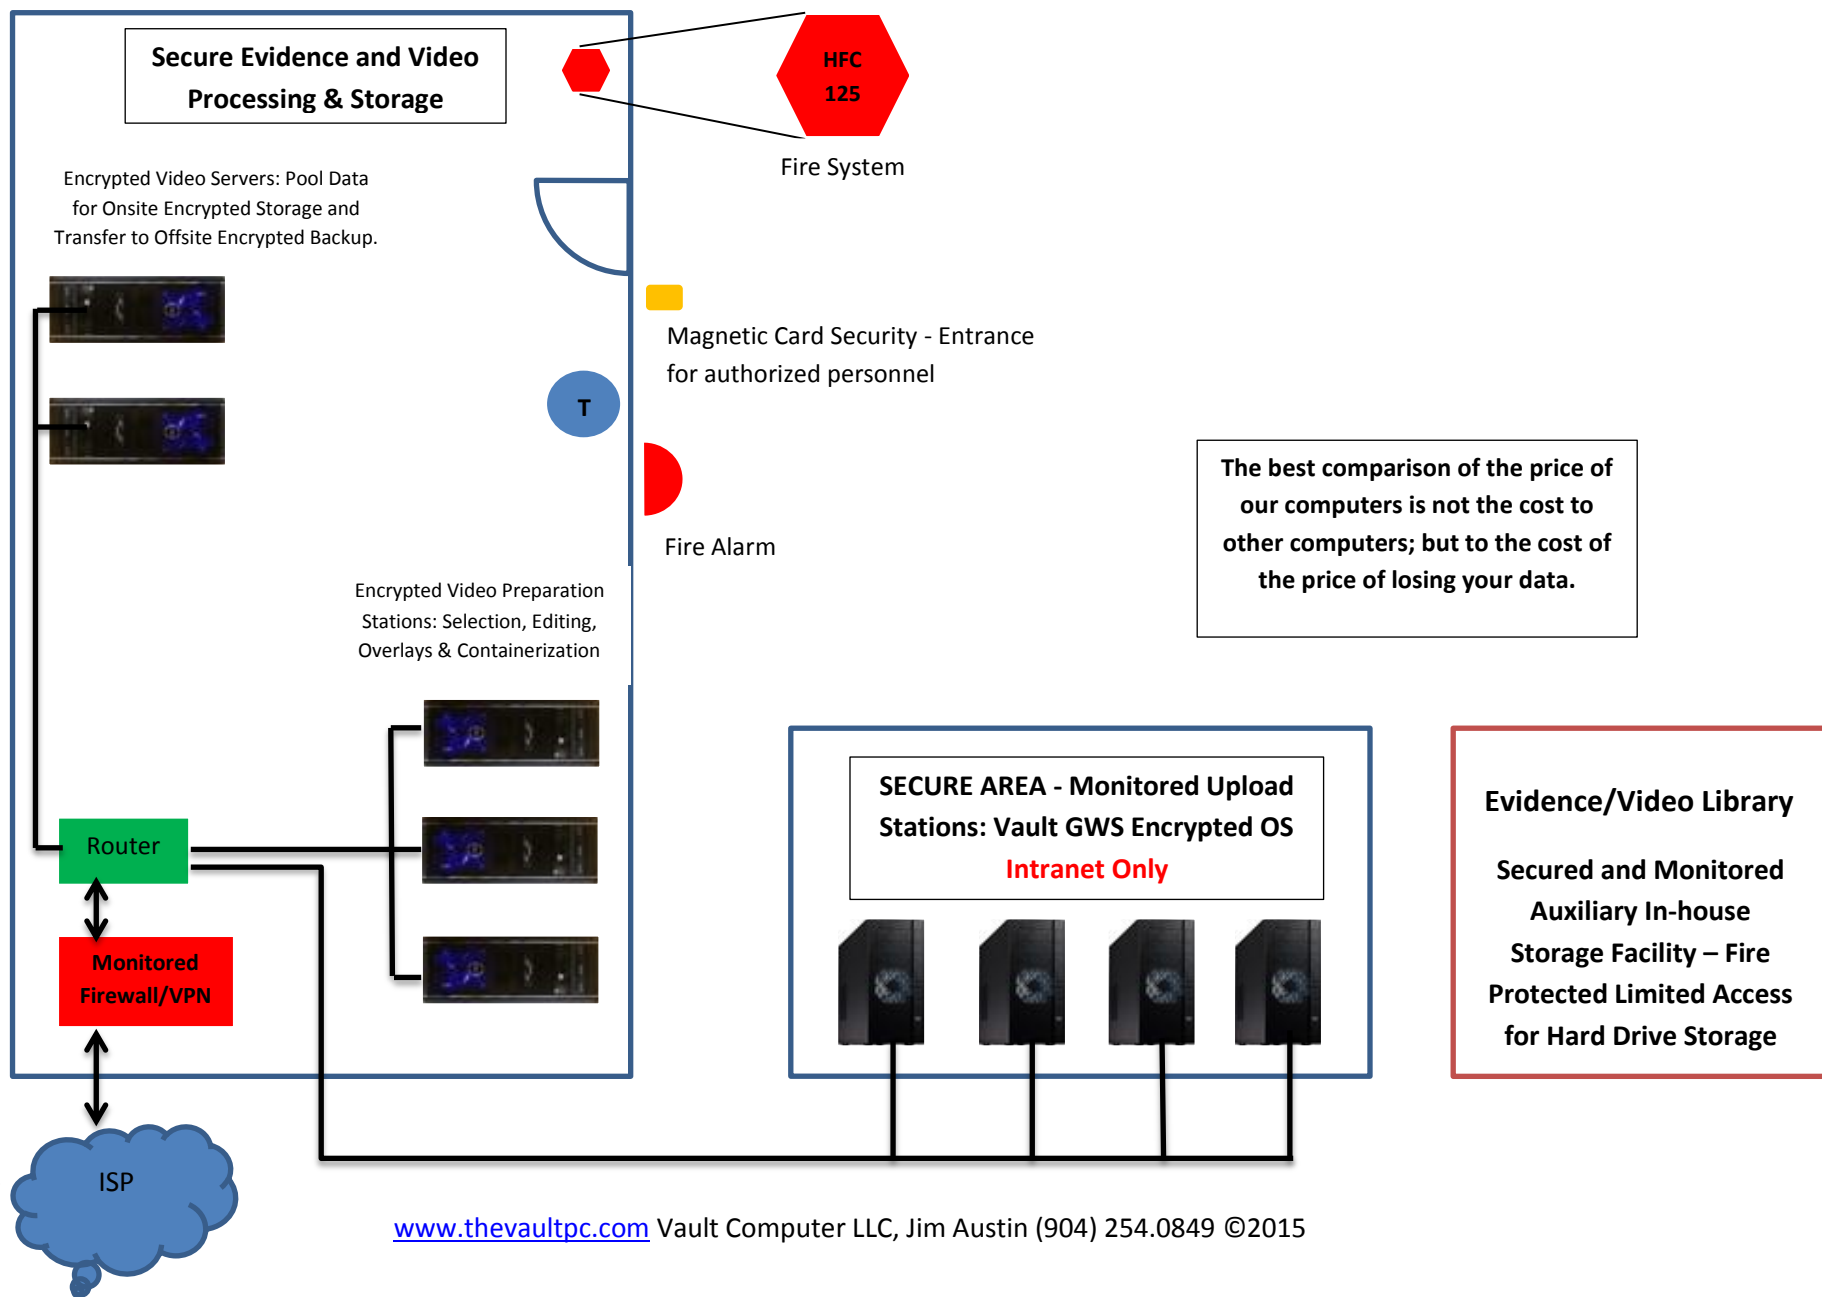 Secure Evidence and Video
Processing & Storage
HFC
125
Fire System
Encrypted Video Servers: Pool Data
for Onsite Encrypted Storage and
Transfer to Offsite Encrypted Backup.
Magnetic Card Security - Entrance
for authorized personnel
T
Fire Alarm
The best comparison of the price of
our computers is not the cost to
other computers; but to the cost of
the price of losing your data.
Encrypted Video Preparation
Stations: Selection, Editing,
Overlays & Containerization
Router
Monitored
Firewall/VPN
ISP
SECURE AREA - Monitored Upload
Stations: Vault GWS Encrypted OS
Intranet Only
Evidence/Video Library
Secured and Monitored
Auxiliary In-house
Storage Facility – Fire
Protected Limited Access
for Hard Drive Storage
www.thevaultpc.com Vault Computer LLC, Jim Austin (904) 254.0849 ©2015